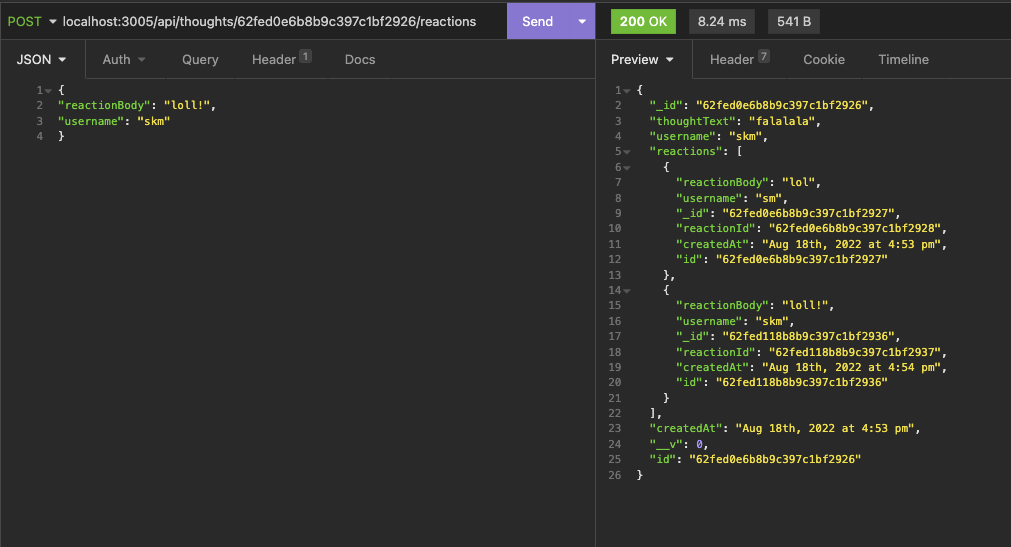 POST localhost:3005/api/thoughts/62fed0e6b8b9c397c1bf2926/reactions Send 200 OK 8.24 ms 541 B
JSON Auth Query Header 1 Docs Preview Header 7 Cookie Timeline
1 {
2 "reactionBody": "loll!",
3 "username": "skm"
4 }
1 {
2 "_id": "62fed0e6b8b9c397c1bf2926",
3 "thoughtText": "falalala",
4 "username": "skm",
5 "reactions": [
6 {
7 "reactionBody": "lol",
8 "username": "sm",
9 "_id": "62fed0e6b8b9c397c1bf2927",
10 "reactionId": "62fed0e6b8b9c397c1bf2928",
11 "createdAt": "Aug 18th, 2022 at 4:53 pm",
12 "id": "62fed0e6b8b9c397c1bf2927"
13 },
14 {
15 "reactionBody": "loll!",
16 "username": "skm",
17 "_id": "62fed118b8b9c397c1bf2936",
18 "reactionId": "62fed118b8b9c397c1bf2937",
19 "createdAt": "Aug 18th, 2022 at 4:54 pm",
20 "id": "62fed118b8b9c397c1bf2936"
21 }
22 ],
23 "createdAt": "Aug 18th, 2022 at 4:53 pm",
24 "__v": 0,
25 "id": "62fed0e6b8b9c397c1bf2926"
26 }